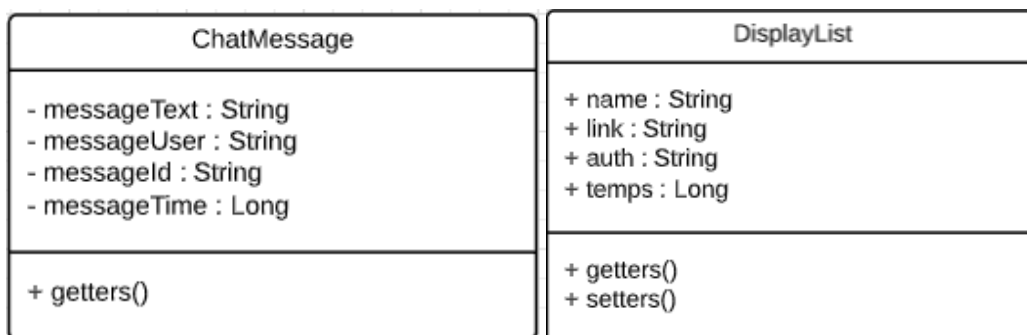 ChatMessage
- messageText : String
- messageUser : String
- messageId : String
- messageTime : Long
+ getters()
DisplayList
+ name : String
+ link : String
+ auth : String
+ temps : Long
+ getters()
+ setters()